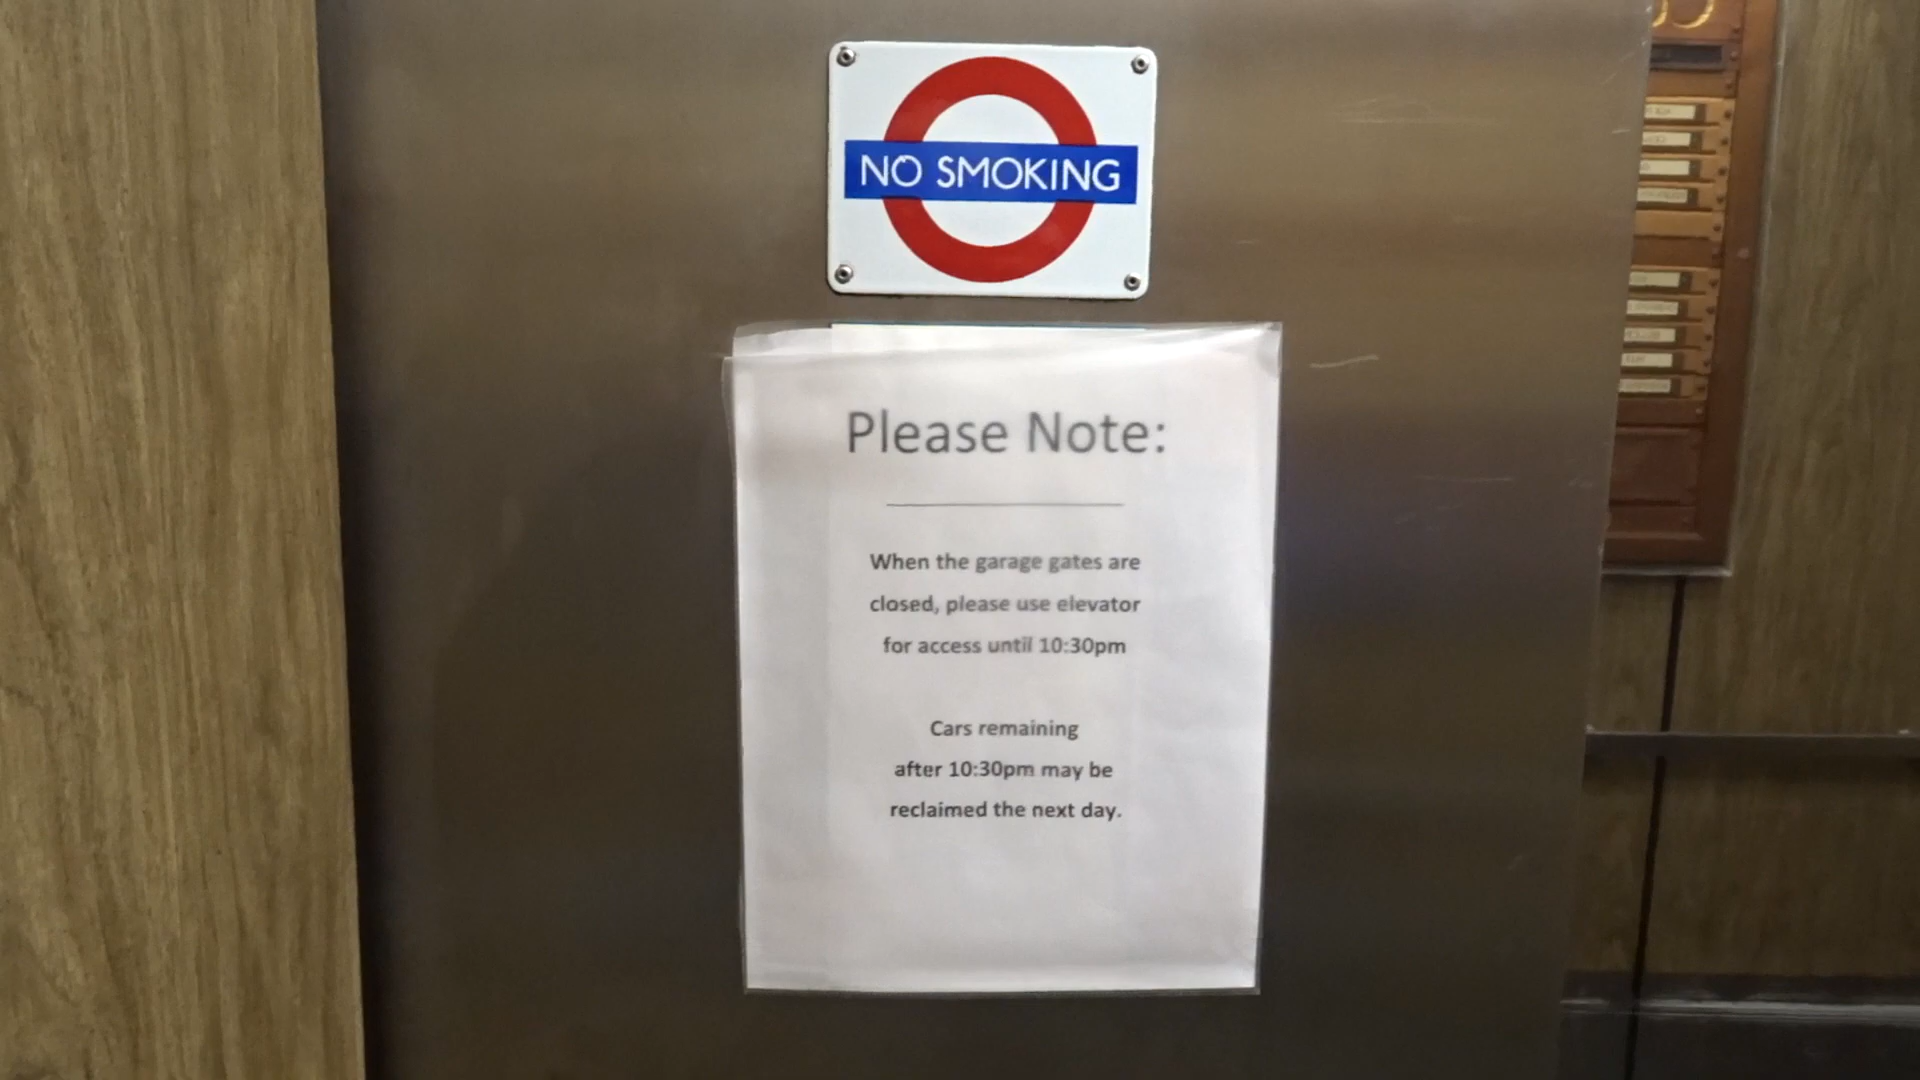 NO SMOKING
Please Note:
When the garage gates are
closed, please use elevator
for access until 10:30pm
Cars remaining
after 10:30pm may be
reclaimed the next day.